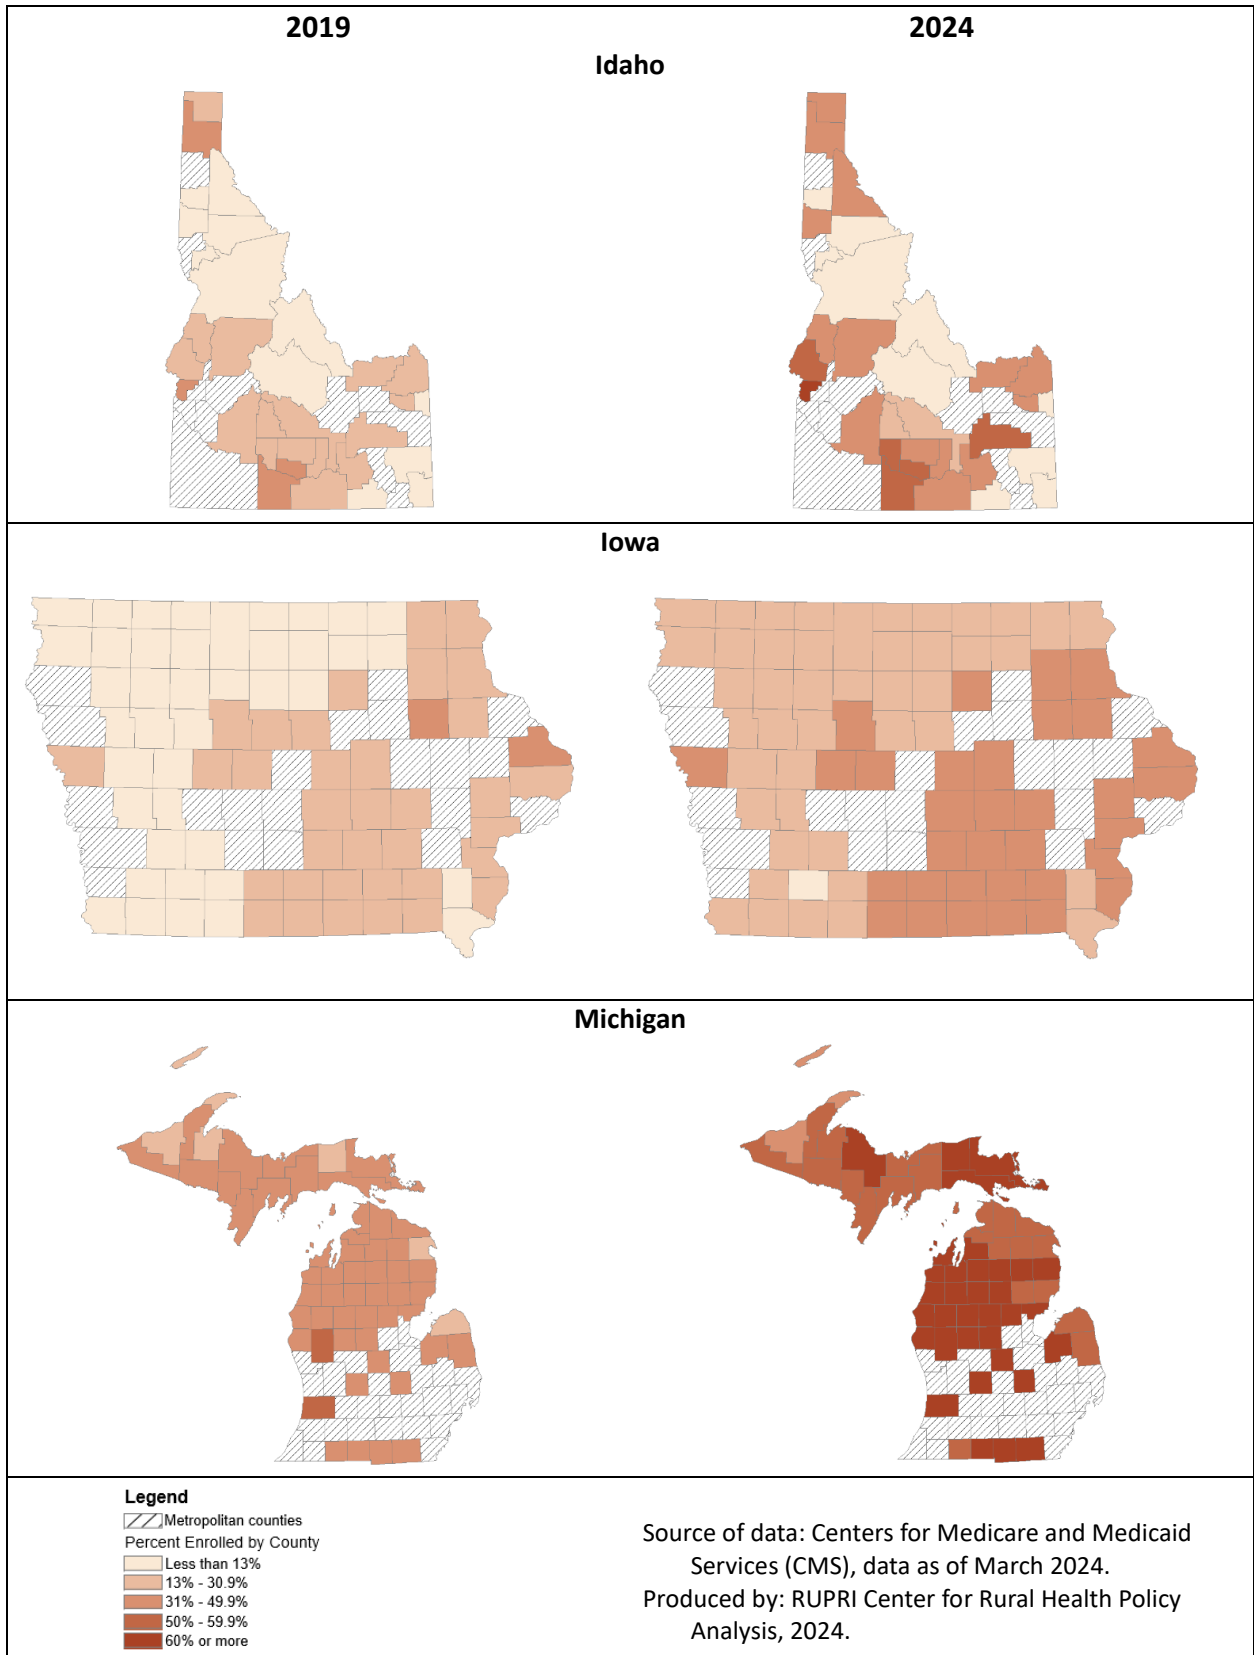 2019
2024
Idaho
Iowa
Michigan
Legend
Metropolitan counties
Percent Enrolled by County
Less than 13%
13% - 30.9%
31% - 49.9%
50% - 59.9%
60% or more
Source of data: Centers for Medicare and Medicaid
Services (CMS), data as of March 2024.
Produced by: RUPRI Center for Rural Health Policy
Analysis, 2024.